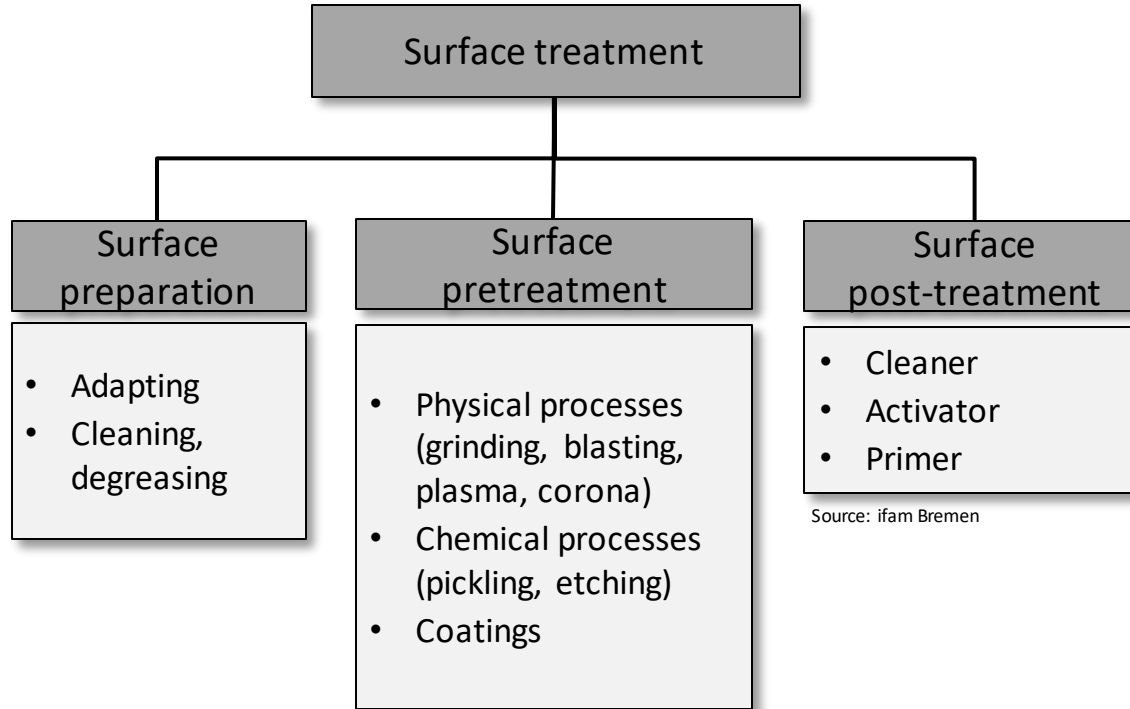 Surface treatment
Surface
preparation
• Adapting
• Cleaning,
degreasing
Surface
pretreatment
• Physical processes
(grinding, blasting,
plasma, corona)
• Chemical processes
(pickling, etching)
• Coatings
Surface
post-treatment
• Cleaner
• Activator
• Primer
Source: ifam Bremen